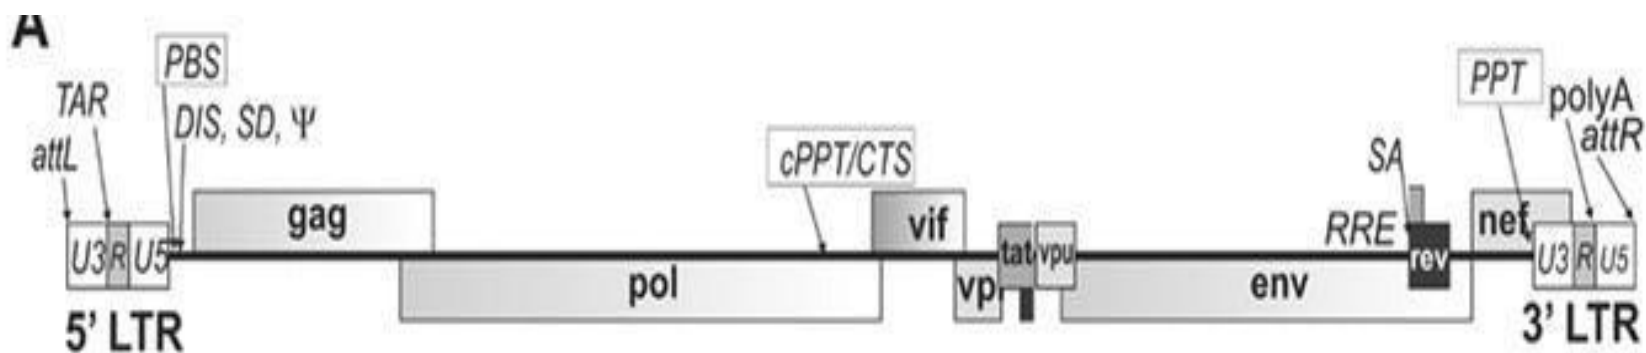 A
PBS
TAR
DIS, SD, Ψ
attL
cPPT/CTS
PPT
polyA
attR
SA
RRE
gag
vif
nef
tat
vpu
rev
U3 R U5
U3 R U5
pol
env
5' LTR
3' LTR